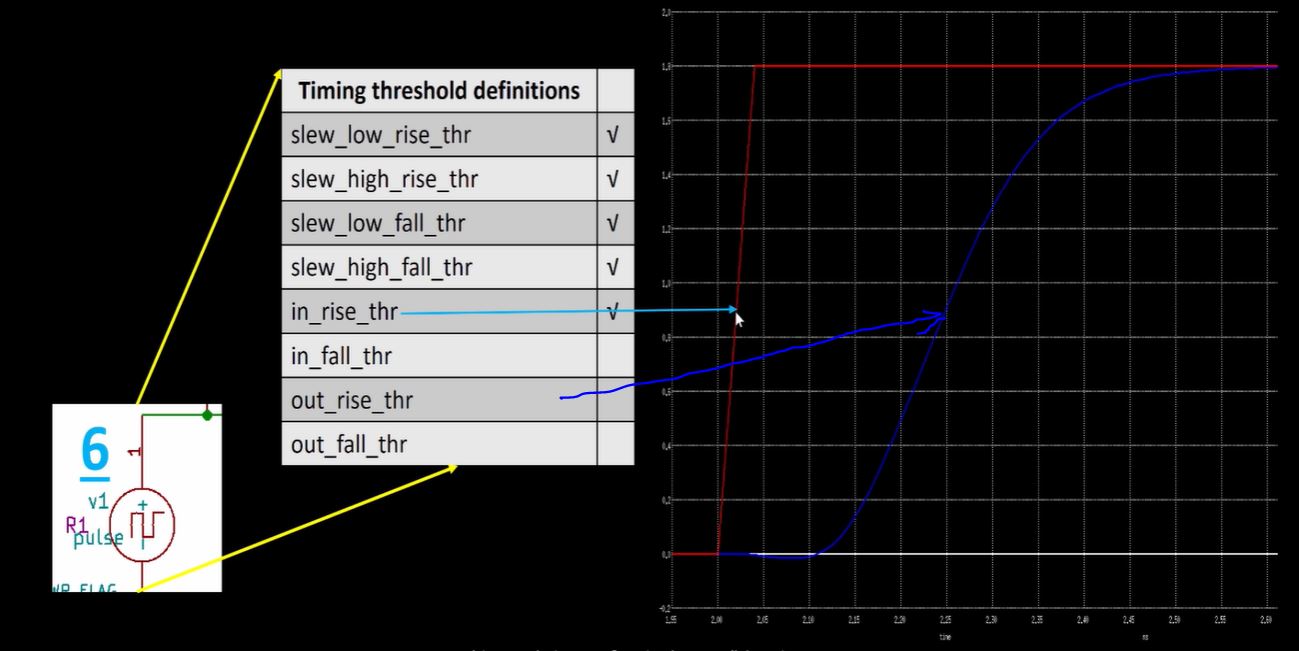 Timing threshold definitions
slew_low_rise_thr √
slew_high_rise_thr √
slew_low_fall_thr √
slew_high_fall_thr √
in_rise_thr √
in_fall_thr
out_rise_thr
out_fall_thr
6
1
v1
+
R1
pulse
2.0
1.8
1.6
1.4
1.2
1.0
0.8
0.6
0.4
0.2
0.0
-0.2
1.95 2.00 2.05 2.10 2.15 2.20 2.25 2.30 2.35 2.40 2.45 2.50 2.55 2.60
time ns